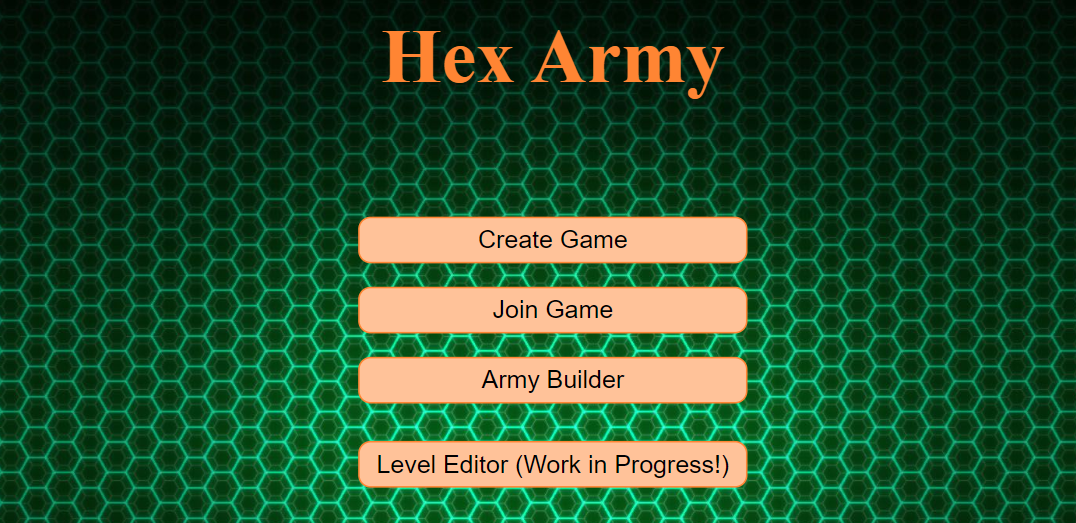 Hex Army
Create Game
Join Game
Army Builder
Level Editor (Work in Progress!)